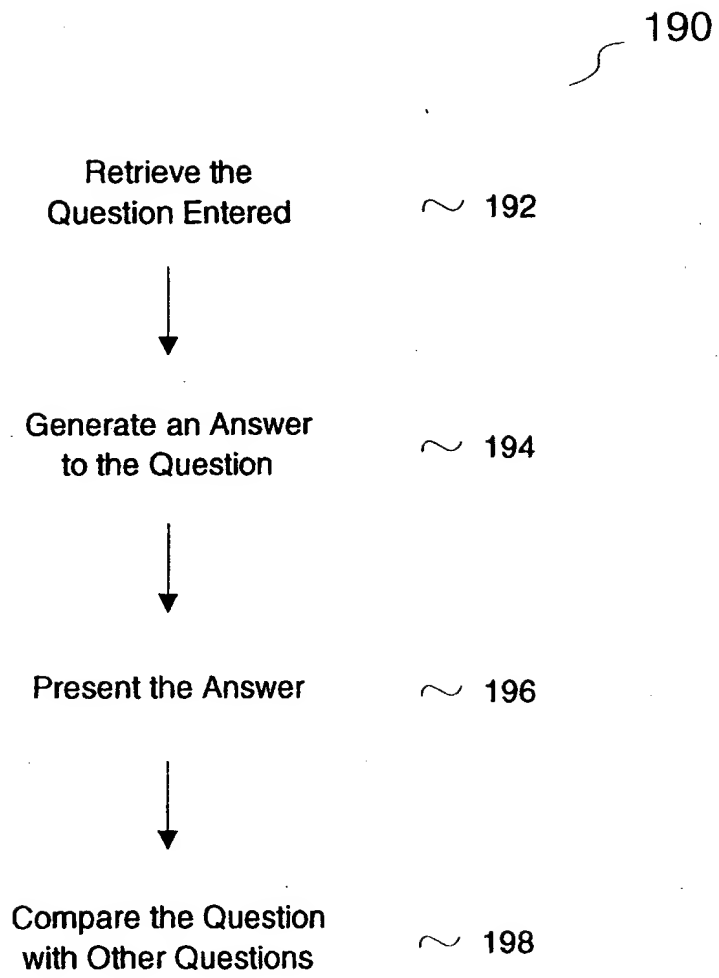 190
Retrieve the
Question Entered
192
Generate an Answer
to the Question
194
Present the Answer
196
Compare the Question
with Other Questions
198